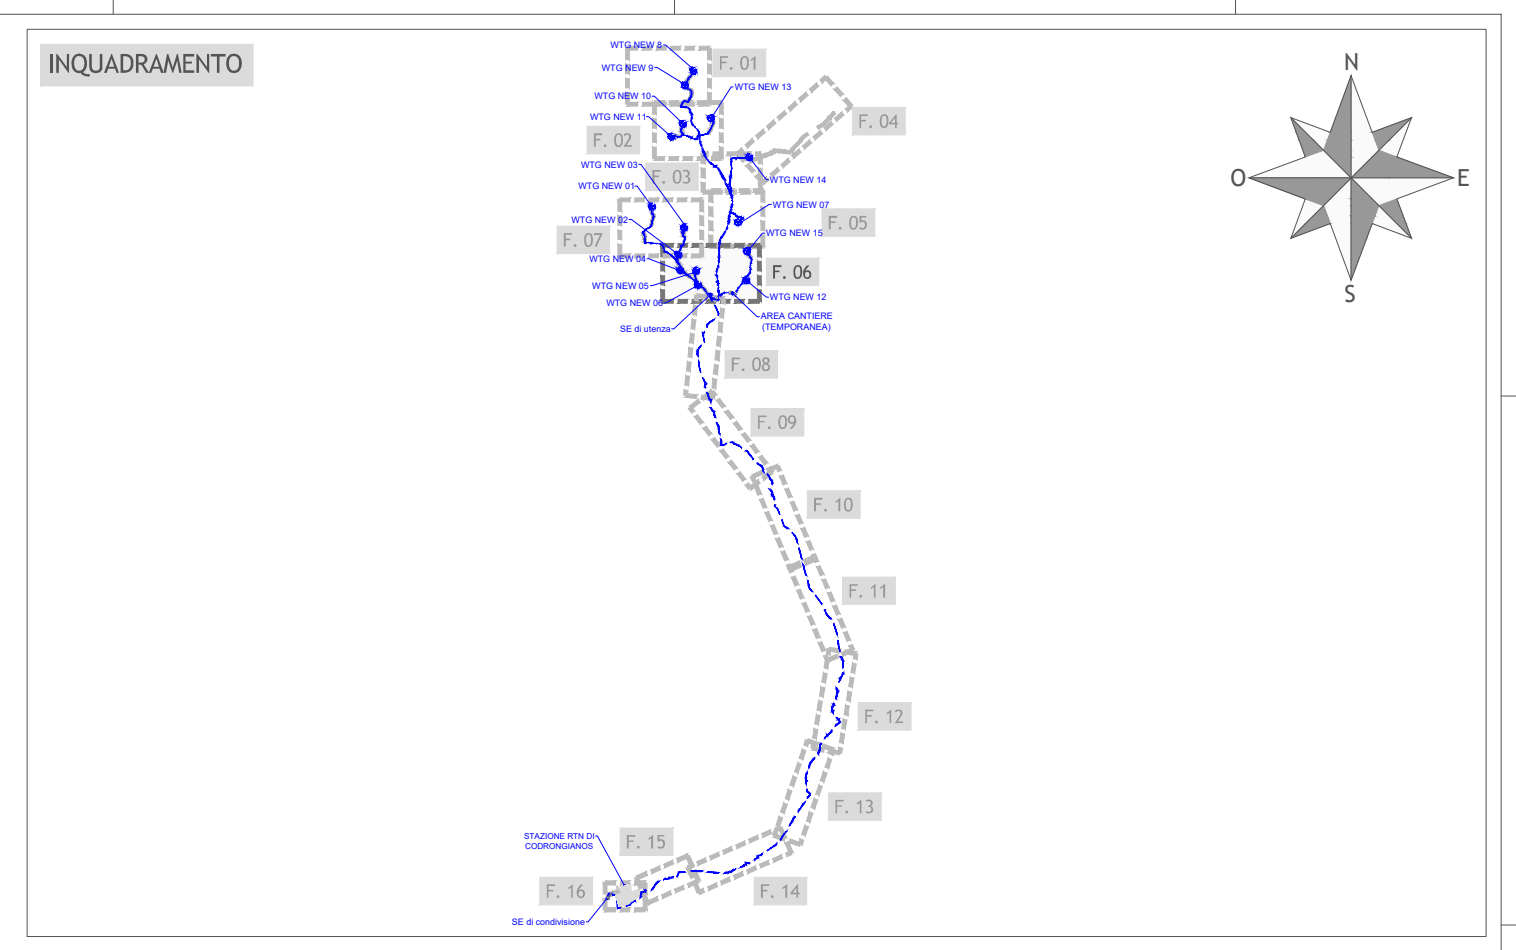 INQUADRAMENTO
WTG NEW 8
F. 01
WTG NEW 9
WTG NEW 13
WTG NEW 10
WTG NEW 11
F. 02
F. 04
WTG NEW 03
F. 03
WTG NEW 14
WTG NEW 01
WTG NEW 07
WTG NEW 02
F. 05
WTG NEW 15
F. 07
WTG NEW 04
F. 06
WTG NEW 05
WTG NEW 12
WTG NEW 06
AREA CANTIERE
(TEMPORANEA)
SE di utenza
F. 08
F. 09
F. 10
F. 11
F. 12
F. 13
STAZIONE RTN DI
CODRONGIANOS
F. 15
F. 16
F. 14
SE di condivisione
N
O
E
S